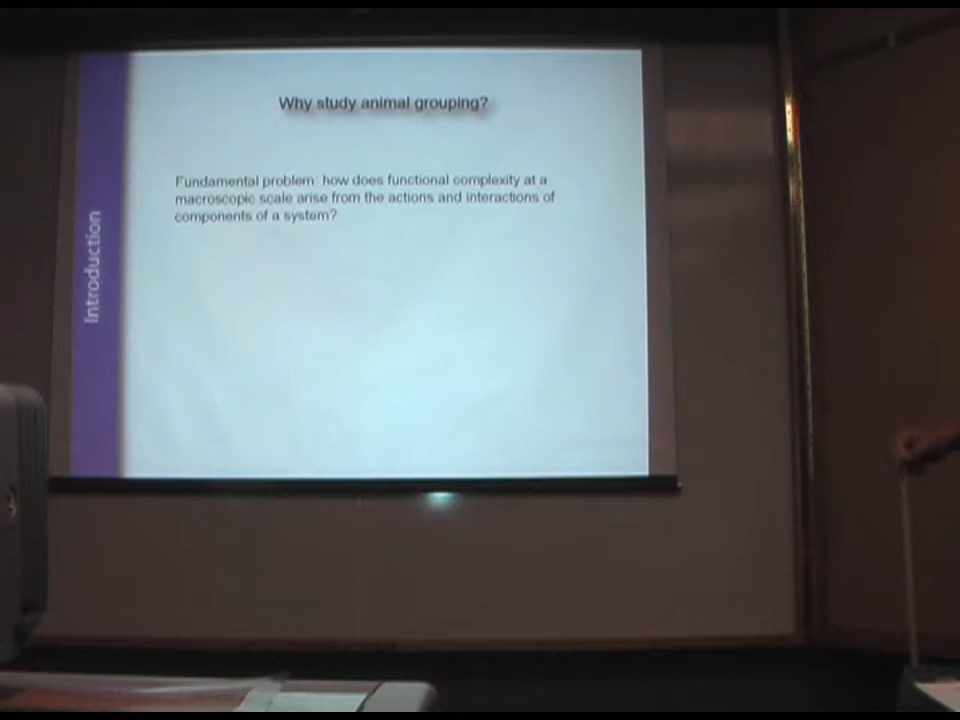 Why study animal grouping?
Fundamental problem: how does functional complexity at a
macroscopic scale arise from the actions and interactions of
components of a system?
Introduction